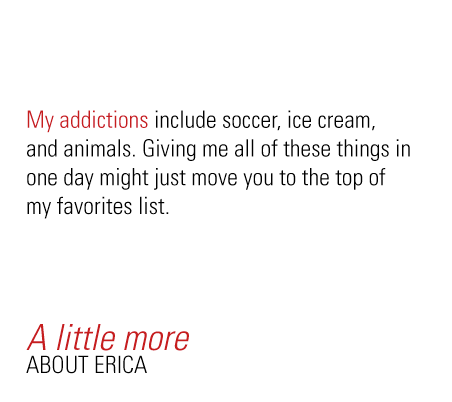 My addictions include soccer, ice cream,
and animals. Giving me all of these things in
one day might just move you to the top of
my favorites list.
A little more
ABOUT ERICA